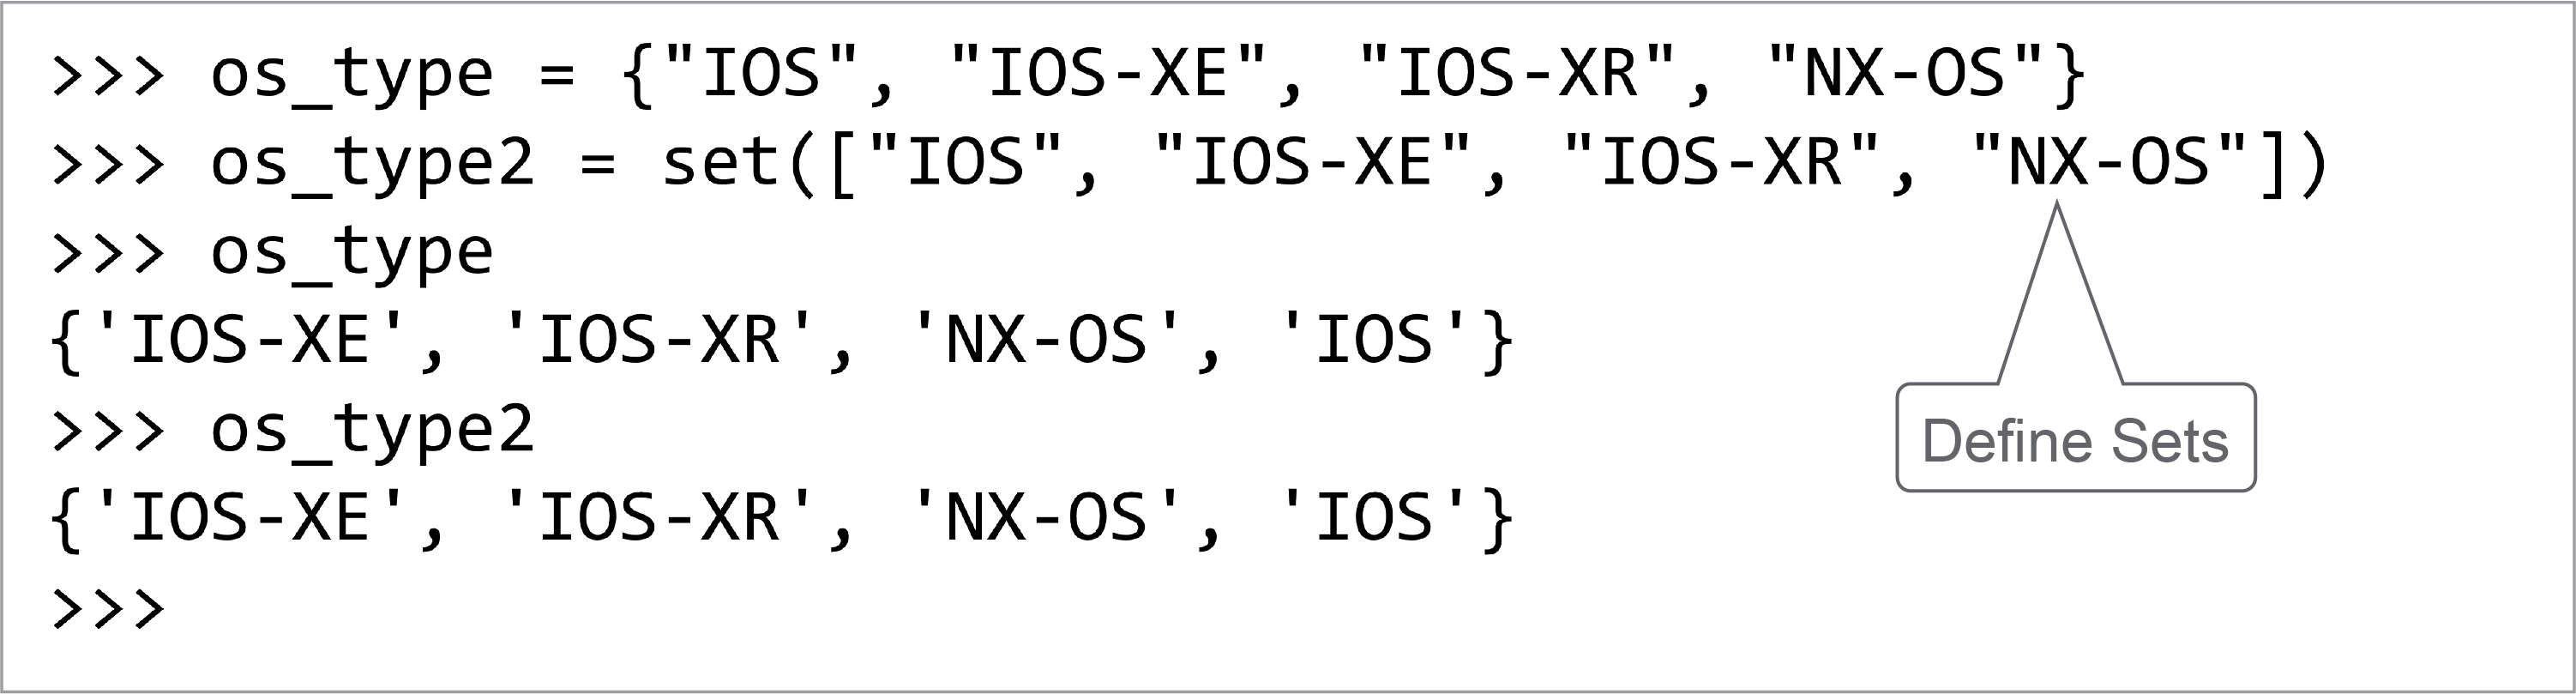 >>> os_type = {"IOS", "IOS-XE", "IOS-XR", "NX-OS"}
>>> os_type2 = set(["IOS", "IOS-XE", "IOS-XR", "NX-OS"])
>>> os_type
{'IOS-XE', 'IOS-XR', 'NX-OS', 'IOS'}
>>> os_type2
{'IOS-XE', 'IOS-XR', 'NX-OS', 'IOS'}
>>>
Define Sets